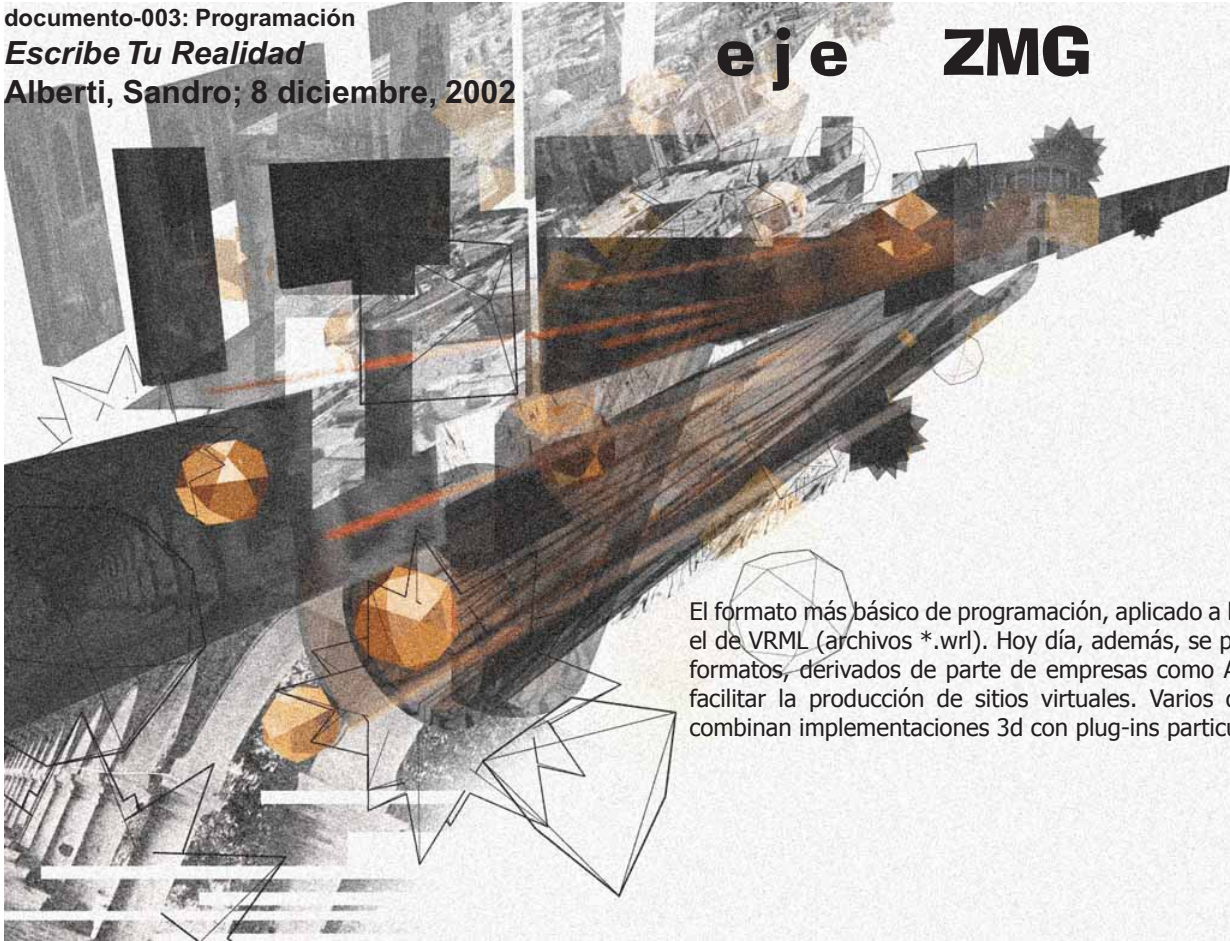 documento-003: Programación
Escribe Tu Realidad
Alberti, Sandro; 8 diciembre, 2002
eje ZMG
El formato más básico de programación, aplicado a
el de VRML (archivos *.wrl). Hoy día, además, se
formatos, derivados de parte de empresas como
facilitar la producción de sitios virtuales. Varios
combinan implementaciones 3d con plug-ins